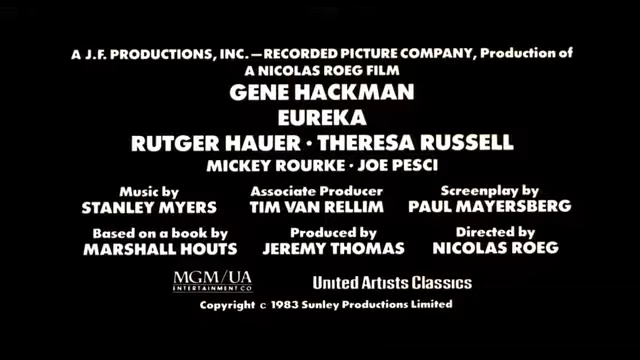 A J.F. PRODUCTIONS, INC.—RECORDED PICTURE COMPANY, Production of
A NICOLAS ROEG FILM
GENE HACKMAN
EUREKA
RUTGER HAUER · THERESA RUSSELL
MICKEY ROURKE · JOE PESCI
Music by
STANLEY MYERS
Associate Producer
TIM VAN RELLIM
Screenplay by
PAUL MAYERSBERG
Based on a book by
MARSHALL HOUTS
Produced by
JEREMY THOMAS
Directed by
NICOLAS ROEG
MGM/UA
ENTERTAINMENT CO
United Artists Classics
Copyright c 1983 Sunley Productions Limited